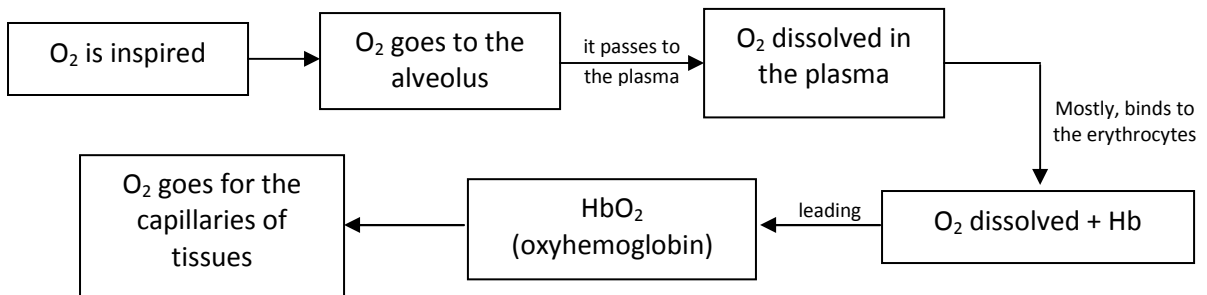 O₂ is inspired
O₂ goes to the
alveolus
it passes to
the plasma
O₂ dissolved in
the plasma
Mostly, binds to
the erythrocytes
O₂ dissolved + Hb
leading
HbO₂
(oxyhemoglobin)
O₂ goes for the
capillaries of
tissues